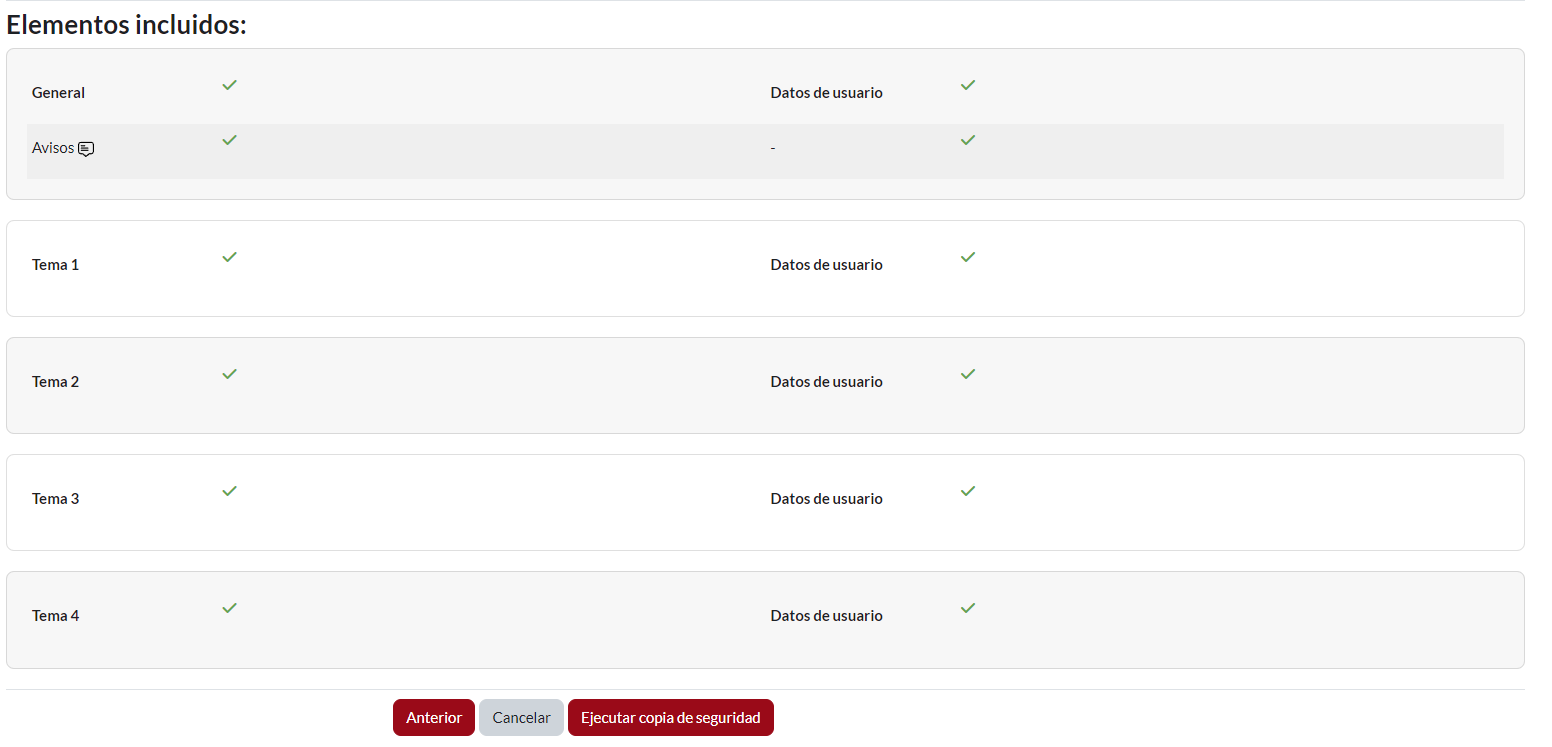 Elementos incluidos:
General Datos de usuario
Avisos -
Tema 1 Datos de usuario
Tema 2 Datos de usuario
Tema 3 Datos de usuario
Tema 4 Datos de usuario
Anterior Cancelar Ejecutar copia de seguridad